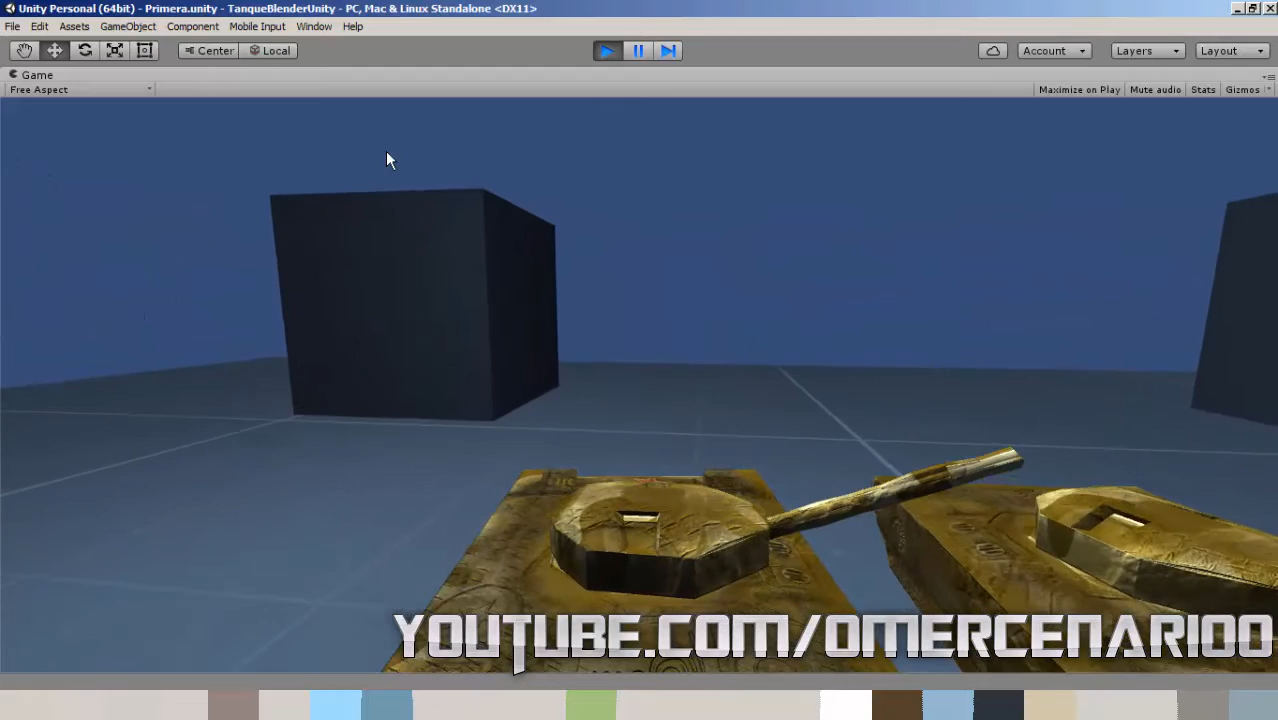 Unity Personal (64bit) - Primera.unity - TanqueBlenderUnity - PC, Mac & Linux Standalone <DX11>
File Edit Assets GameObject Component Mobile Input Window Help
Center Local Account Layers Layout
Game
Free Aspect Maximize on Play Mute audio Stats Gizmos
YOUTUBE.COM/OMERCENARIOO